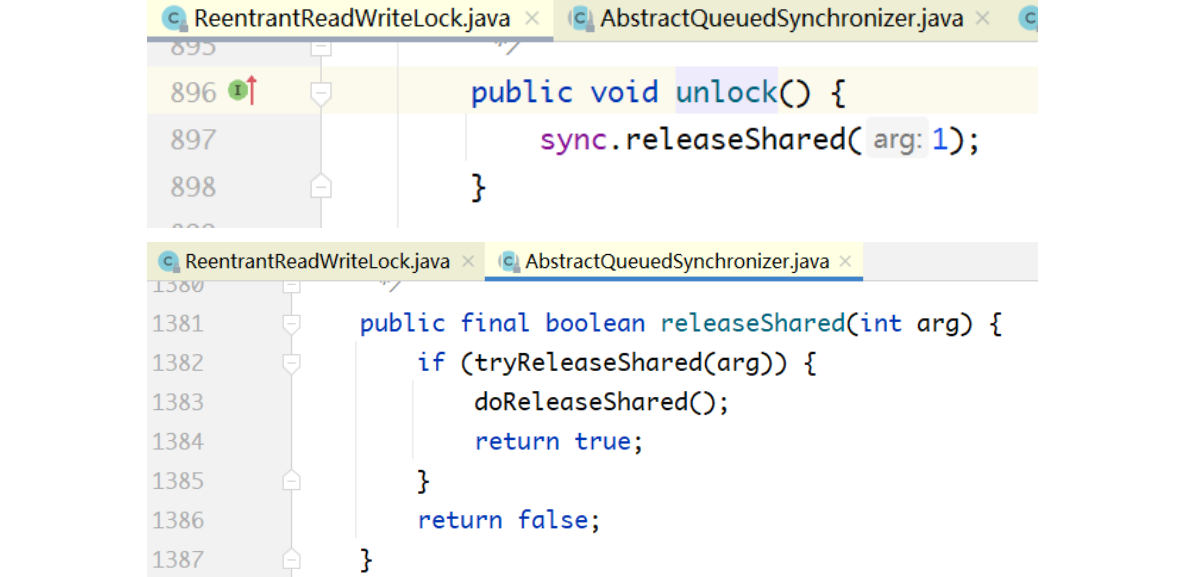 ReentrantReadWriteLock.java × AbstractQueuedSynchronizer.java ×
895 */
896 public void unlock() {
897 sync.releaseShared( arg: 1);
898 }
ReentrantReadWriteLock.java × AbstractQueuedSynchronizer.java ×
1380 */
1381 public final boolean releaseShared(int arg) {
1382 if (tryReleaseShared(arg)) {
1383 doReleaseShared();
1384 return true;
1385 }
1386 return false;
1387 }